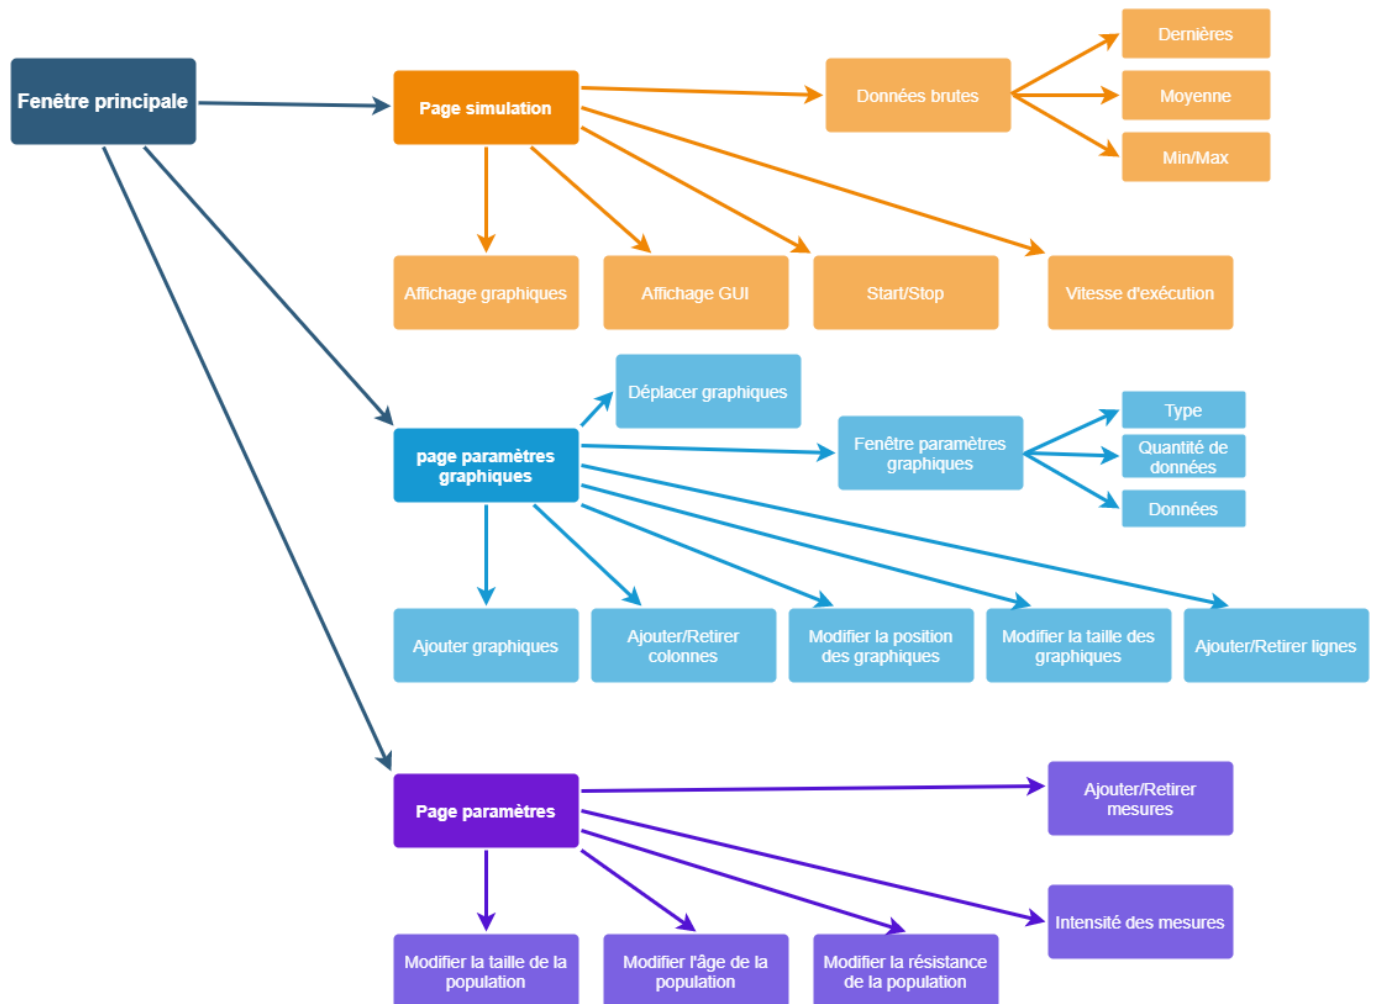 Dernières
Fenêtre principale
Page simulation
Données brutes
Moyenne
Min/Max
Affichage graphiques
Affichage GUI
Start/Stop
Vitesse d'exécution
Déplacer graphiques
Type
page paramètres
graphiques
Fenêtre paramètres
graphiques
Quantité de
données
Données
Ajouter graphiques
Ajouter/Retirer
colonnes
Modifier la position
des graphiques
Modifier la taille des
graphiques
Ajouter/Retirer lignes
Page paramètres
Ajouter/Retirer
mesures
Intensité des mesures
Modifier la taille de la
population
Modifier l'âge de la
population
Modifier la résistance
de la population